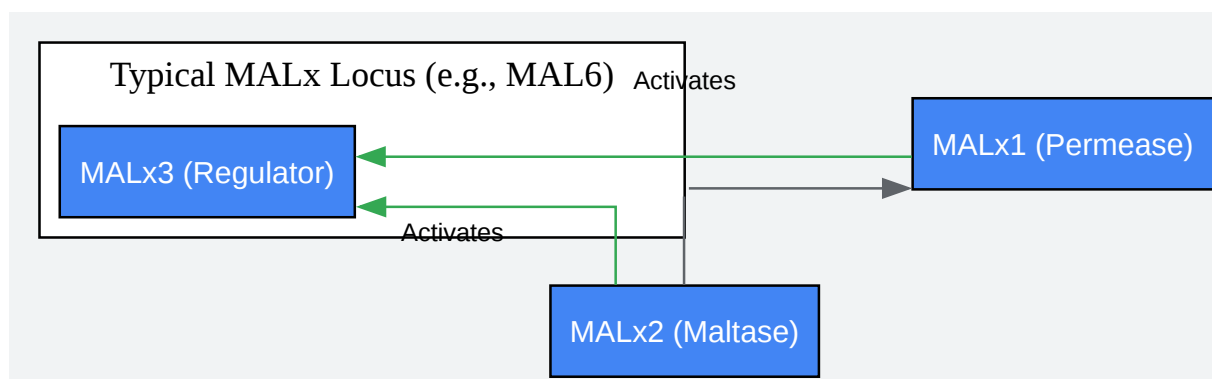 Typical MALx Locus (e.g., MAL6)
Activates
MALx1 (Permease)
MALx3 (Regulator)
Activates
MALx2 (Maltase)